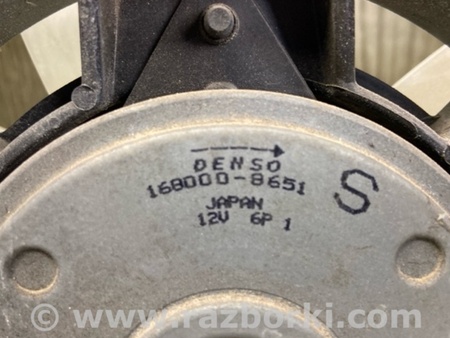 DENSO
168000-8651
S
JAPAN
12V 6P 1
www.razborki.com